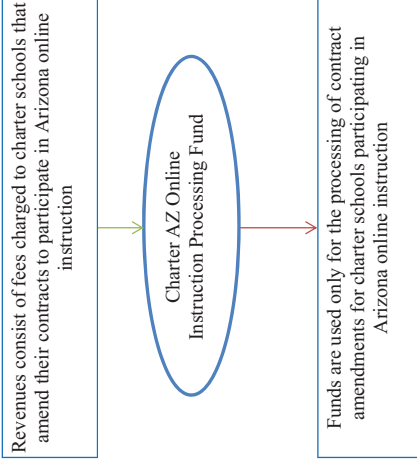 Revenues consist of fees charged to charter schools that
amend their contracts to participate in Arizona online
instruction
Charter AZ Online
Instruction Processing Fund
Funds are used only for the processing of contract
amendments for charter schools participating in
Arizona online instruction